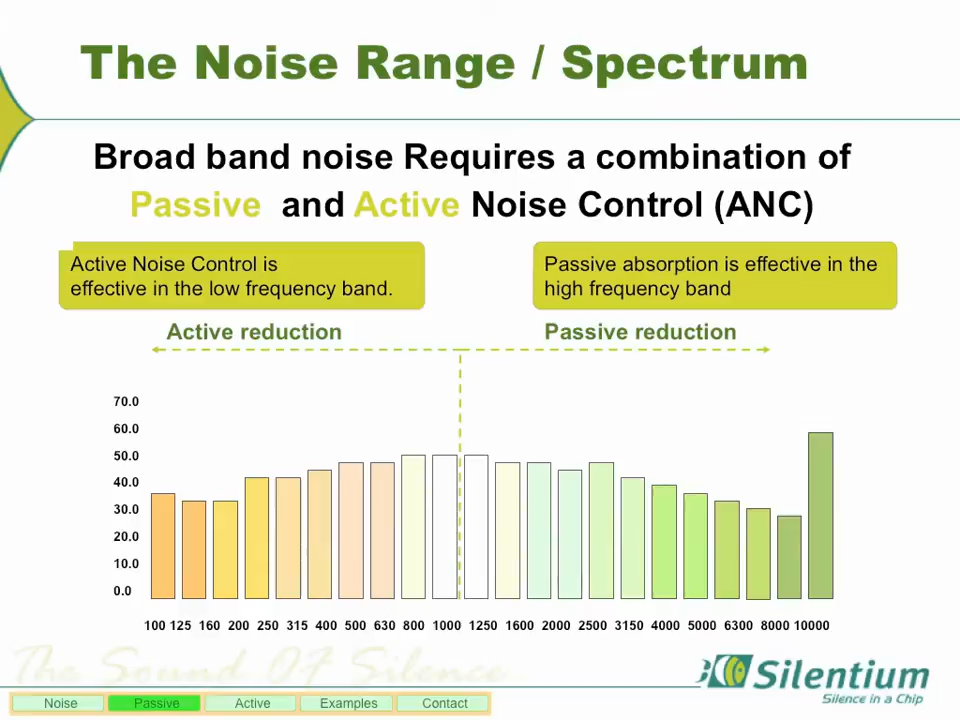 The Noise Range / Spectrum
Broad band noise Requires a combination of
Passive and Active Noise Control (ANC)
Active Noise Control is
effective in the low frequency band.
Passive absorption is effective in the
high frequency band
Active reduction
Passive reduction
70.0
60.0
50.0
40.0
30.0
20.0
10.0
0.0
100 125 160 200 250 315 400 500 630 800 1000 1250 1600 2000 2500 3150 4000 5000 6300 8000 10000
The Sound Of Silence
Silentium
Silence in a Chip
Noise Passive Active Examples Contact